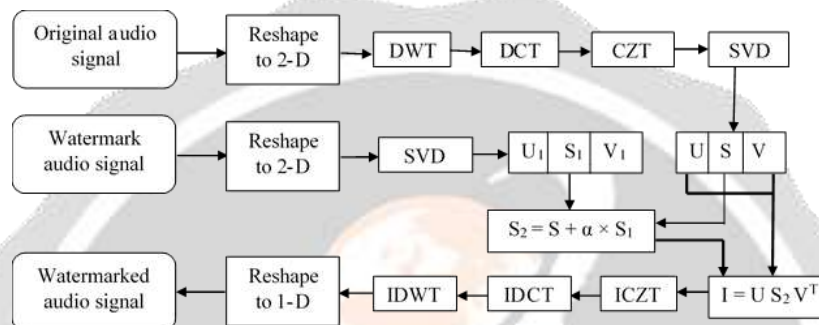 Original audio
signal
Reshape
to 2-D
DWT
DCT
CZT
SVD
Watermark
audio signal
Reshape
to 2-D
SVD
U₁ S₁ V₁
U S V
S₂ = S + α × S₁
Watermarked
audio signal
Reshape
to 1-D
IDWT
IDCT
ICZT
I = U S₂ Vᵀ